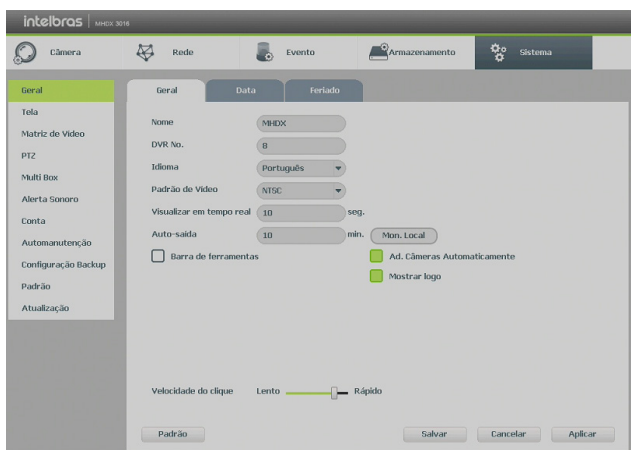 intelbras MHDX 3016
Câmera Rede Evento Armazenamento Sistema
Geral
Tela
Matriz de Vídeo
PTZ
Multi Box
Alerta Sonoro
Conta
Automanutenção
Configuração Backup
Padrão
Atualização
Geral Data Feriado
Nome MHDX
DVR No. 8
Idioma Português
Padrão de Vídeo NTSC
Visualizar em tempo real 10 seg.
Auto-saída 10 min. Mon. Local
Barra de ferramentas Ad. Câmeras Automaticamente
Mostrar logo
Velocidade do clique Lento Rápido
Padrão Salvar Cancelar Aplicar